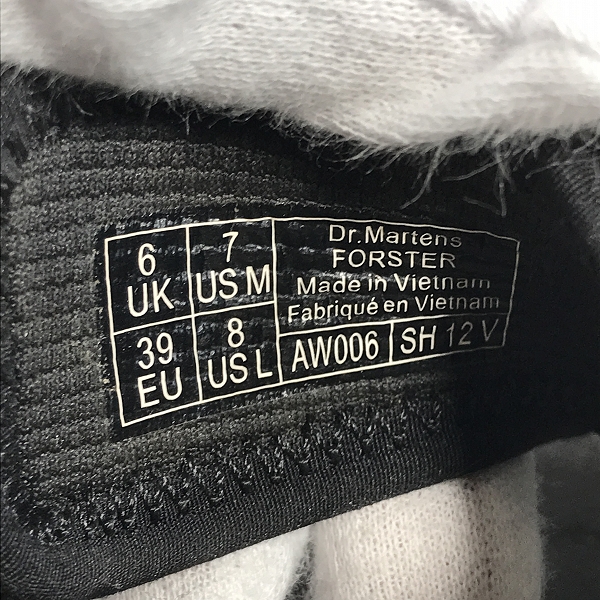 6
UK
7
US M
Dr.Martens
FORSTER
Made in Vietnam
Fabriqué en Vietnam
39
EU
8
US L
AW006
SH 12 V